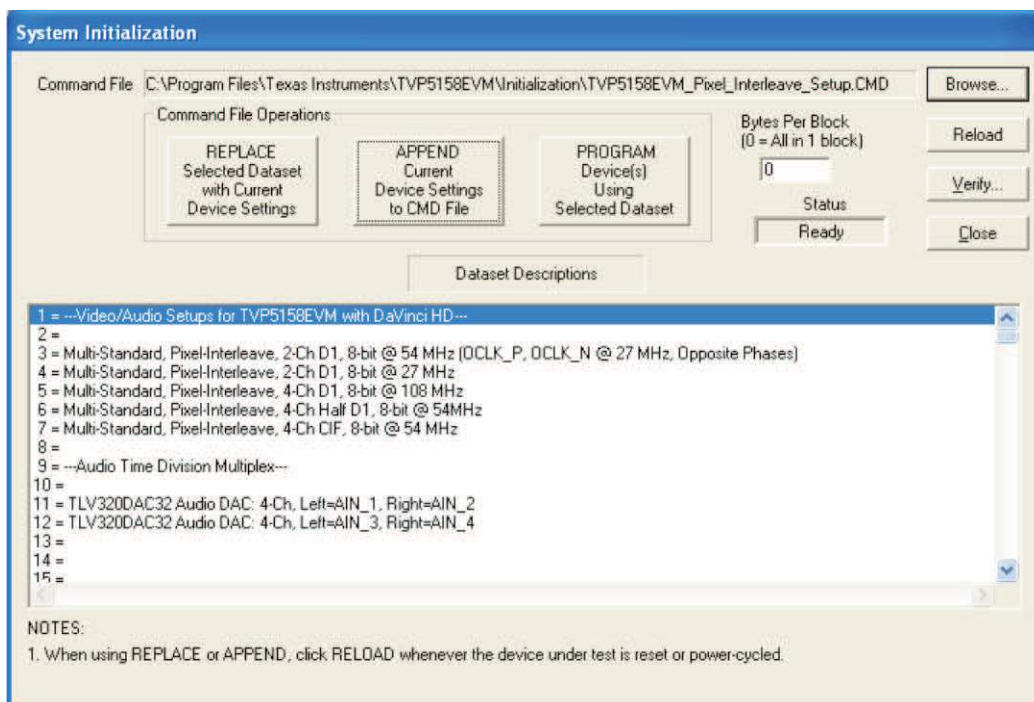 System Initialization
Command File C:\Program Files\Texas Instruments\TVP5158EVM\Initialization\TVP5158EVM_Pixel_Interleave_Setup.CMD
Browse...
Command File Operations
REPLACE
Selected Dataset
with Current
Device Settings
APPEND
Current
Device Settings
to CMD File
PROGRAM
Device(s)
Using
Selected Dataset
Bytes Per Block
(0 = All in 1 block)
0
Status
Ready
Reload
Verify...
Close
Dataset Descriptions
1 = ---Video/Audio Setups for TVP5158EVM with DaVinci HD---
2 =
3 = Multi-Standard, Pixel-Interleave, 2-Ch D1, 8-bit @ 54 MHz (OCLK_P, OCLK_N @ 27 MHz, Opposite Phases)
4 = Multi-Standard, Pixel-Interleave, 2-Ch D1, 8-bit @ 27 MHz
5 = Multi-Standard, Pixel-Interleave, 4-Ch D1, 8-bit @ 108 MHz
6 = Multi-Standard, Pixel-Interleave, 4-Ch Half D1, 8-bit @ 54MHz
7 = Multi-Standard, Pixel-Interleave, 4-Ch CIF, 8-bit @ 54 MHz
8 =
9 = ---Audio Time Division Multiplex---
10 =
11 = TLV320DAC32 Audio DAC: 4-Ch, Left=AIN_1, Right=AIN_2
12 = TLV320DAC32 Audio DAC: 4-Ch, Left=AIN_3, Right=AIN_4
13 =
14 =
15 =
NOTES:
1. When using REPLACE or APPEND, click RELOAD whenever the device under test is reset or power-cycled.